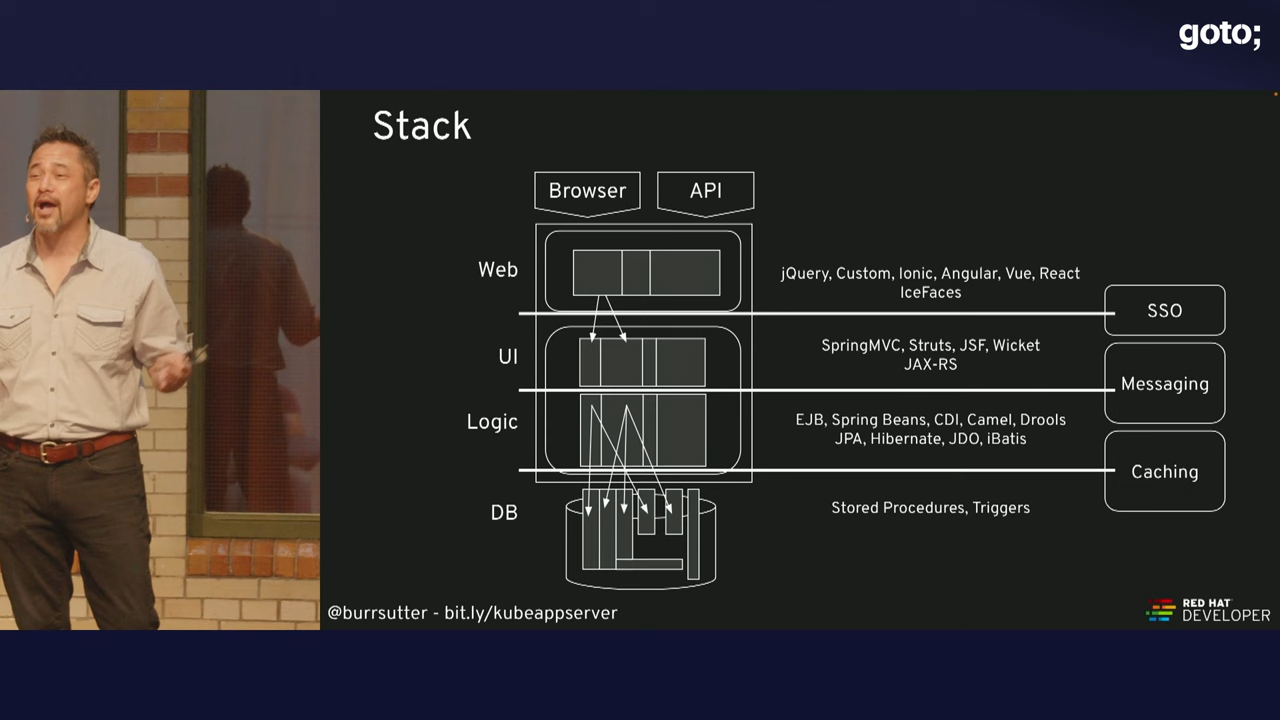 goto;
Stack
Browser
API
Web
jQuery, Custom, Ionic, Angular, Vue, React
IceFaces
SSO
UI
SpringMVC, Struts, JSF, Wicket
JAX-RS
Messaging
Logic
EJB, Spring Beans, CDI, Camel, Drools
JPA, Hibernate, JDO, iBatis
Caching
DB
Stored Procedures, Triggers
@burrsutter - bit.ly/kubeappserver
RED HAT
DEVELOPER